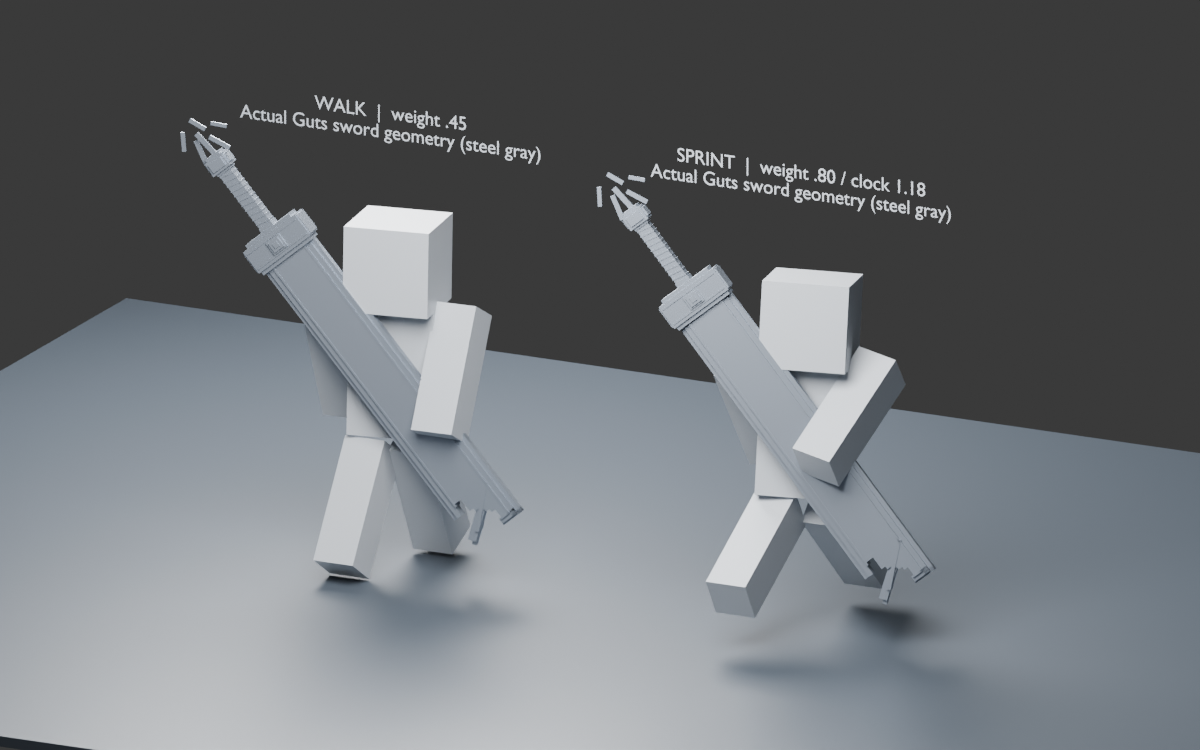 WALK | weight .45
Actual Guts sword geometry (steel gray)
SPRINT | weight .80 / clock 1.18
Actual Guts sword geometry (steel gray)